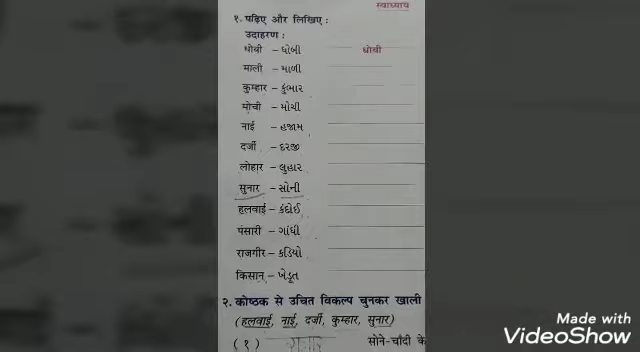 स्वाध्याय
१. पढ़िए और लिखिए :
उदाहरण :
धोबी – ધોબી धोबी
माली – માળી
कुम्हार – કુંભાર
मोची – મોચી
नाई – હજામ
दर्जी – દરજી
लोहार – લુહાર
सुनार – સોની
हलवाई – કંદોઈ
पंसारी – ગાંધી
राजगीर – કડિયો
किसान – ખેડૂત
२. कोष्ठक से उचित विकल्प चुनकर खाली
(हलवाई, नाई, दर्जी, कुम्हार, सुनार)
(१) सुनार सोने-चाँदी के
Made with
VideoShow